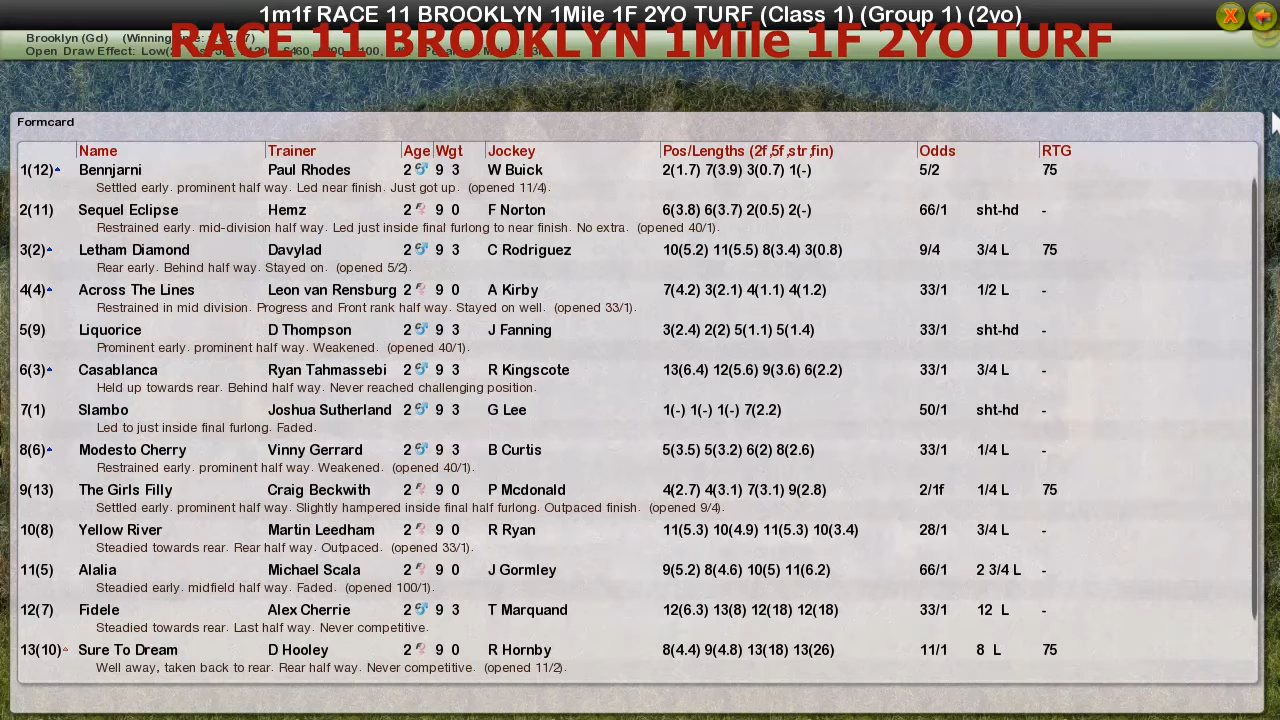 1m1f RACE 11 BROOKLYN 1Mile 1F 2YO TURF (Class 1) (Group 1) (2yo)
RACE 11 BROOKLYN 1Mile 1F 2YO TURF
Brooklyn (Gd) (Winning
Open Draw Effect: Low
Formcard
Name Trainer Age Wgt Jockey Pos/Lengths (2f,5f,str,fin) Odds RTG
1(12) Bennjarni Paul Rhodes 2 9 3 W Buick 2(1.7) 7(3.9) 3(0.7) 1(-) 5/2 75
Settled early. prominent half way. Led near finish. Just got up. (opened 11/4).
2(11) Sequel Eclipse Hemz 2 9 0 F Norton 6(3.8) 6(3.7) 2(0.5) 2(-) 66/1 sht-hd -
Restrained early. mid-division half way. Led just inside final furlong to near finish. No extra. (opened 40/1).
3(2) Letham Diamond Davylad 2 9 3 C Rodriguez 10(5.2) 11(5.5) 8(3.4) 3(0.8) 9/4 3/4 L 75
Rear early. Behind half way. Stayed on. (opened 5/2).
4(4) Across The Lines Leon van Rensburg 2 9 0 A Kirby 7(4.2) 3(2.1) 4(1.1) 4(1.2) 33/1 1/2 L -
Restrained in mid division. Progress and Front rank half way. Stayed on well. (opened 33/1).
5(9) Liquorice D Thompson 2 9 3 J Fanning 3(2.4) 2(2) 5(1.1) 5(1.4) 33/1 sht-hd -
Prominent early. prominent half way. Weakened. (opened 40/1).
6(3) Casablanca Ryan Tahmassebi 2 9 3 R Kingscote 13(6.4) 12(5.6) 9(3.6) 6(2.2) 33/1 3/4 L -
Held up towards rear. Behind half way. Never reached challenging position.
7(1) Slambo Joshua Sutherland 2 9 3 G Lee 1(-) 1(-) 1(-) 7(2.2) 50/1 sht-hd -
Led to just inside final furlong. Faded.
8(6) Modesto Cherry Vinny Gerrard 2 9 3 B Curtis 5(3.5) 5(3.2) 6(2) 8(2.6) 33/1 1/4 L -
Restrained early. prominent half way. Weakened. (opened 40/1).
9(13) The Girls Filly Craig Beckwith 2 9 0 P Mcdonald 4(2.7) 4(3.1) 7(3.1) 9(2.8) 2/1f 1/4 L 75
Settled early. prominent half way. Slightly hampered inside final half furlong. Outpaced finish. (opened 9/4).
10(8) Yellow River Martin Leedham 2 9 0 R Ryan 11(5.3) 10(4.9) 11(5.3) 10(3.4) 28/1 3/4 L -
Steadied towards rear. Rear half way. Outpaced. (opened 33/1).
11(5) Alalia Michael Scala 2 9 0 J Gormley 9(5.2) 8(4.6) 10(5) 11(6.2) 66/1 2 3/4 L -
Steadied early. midfield half way. Faded. (opened 100/1).
12(7) Fidele Alex Cherrie 2 9 3 T Marquand 12(6.3) 13(8) 12(18) 12(18) 33/1 12 L -
Steadied towards rear. Last half way. Never competitive.
13(10) Sure To Dream D Hooley 2 9 0 R Hornby 8(4.4) 9(4.8) 13(18) 13(26) 11/1 8 L 75
Well away, taken back to rear. Rear half way. Never competitive. (opened 11/2).